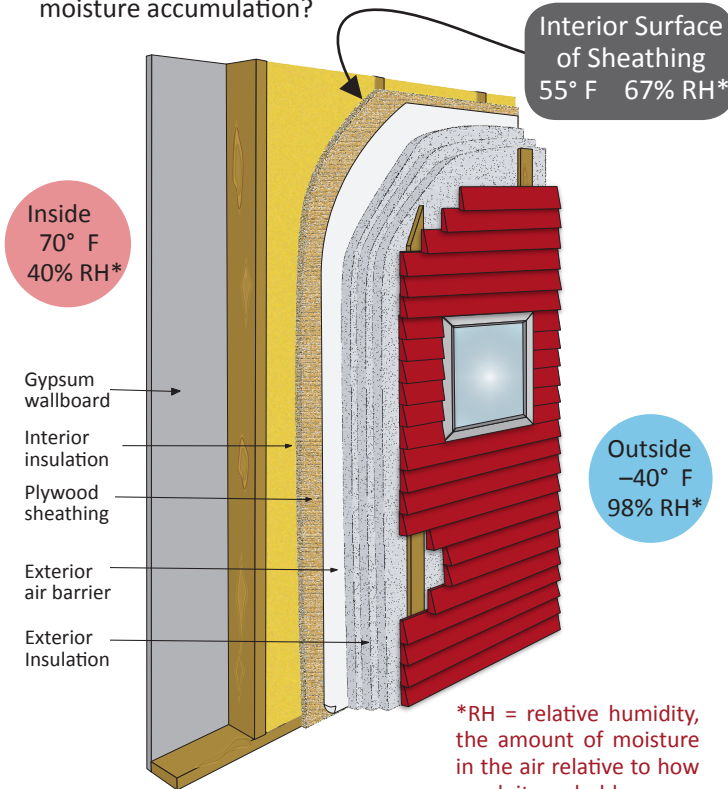 moisture accumulation?
Interior Surface
of Sheathing
55° F 67% RH*
Inside
70° F
40% RH*
Gypsum
wallboard
Interior
insulation
Plywood
sheathing
Exterior
air barrier
Exterior
Insulation
Outside
–40° F
98% RH*
*RH = relative humidity,
the amount of moisture
in the air relative to how